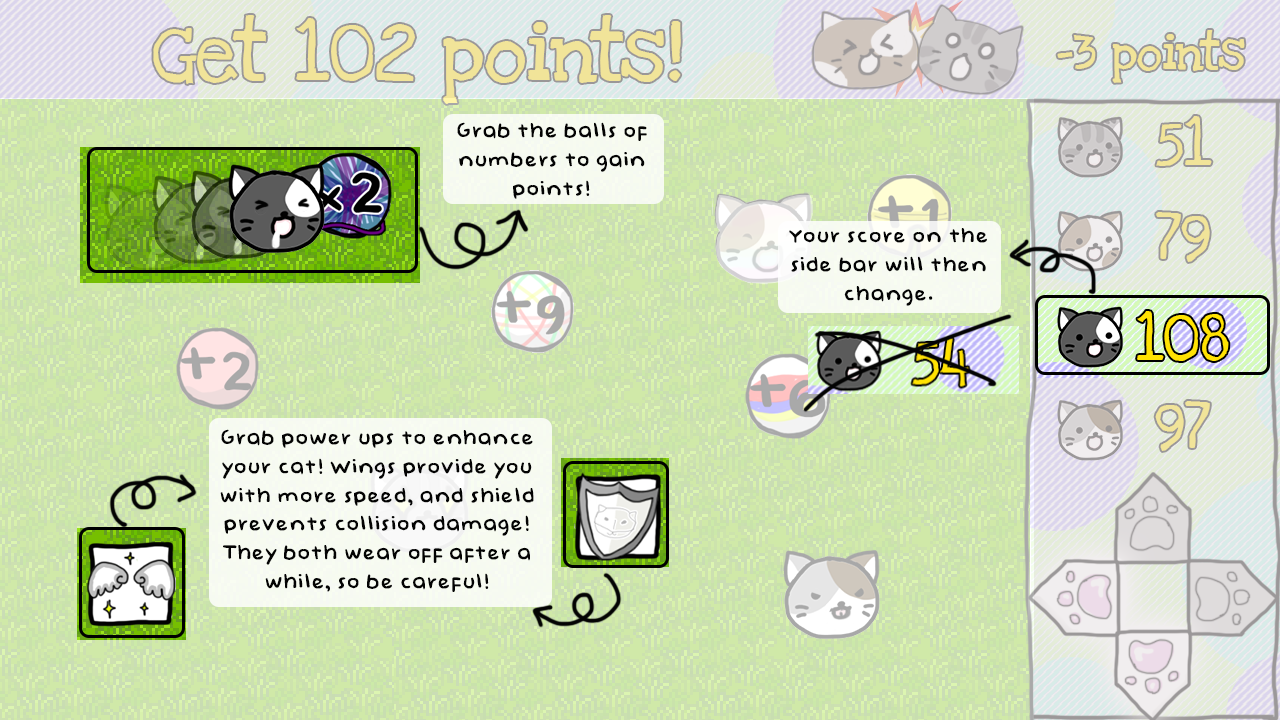 Get 102 points!
-3 points
Grab the balls of
numbers to gain
points!
×2
51
+1
79
Your score on the
side bar will then
change.
+9
108
54
+2
+6
97
Grab power ups to enhance
your cat! Wings provide you
with more speed, and shield
prevents collision damage!
They both wear off after a
while, so be careful!